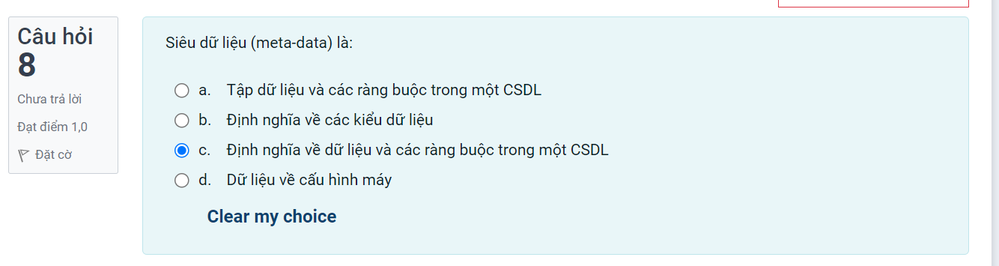 Câu hỏi
8
Chưa trả lời
Đạt điểm 1,0
Đặt cờ
Siêu dữ liệu (meta-data) là:
a. Tập dữ liệu và các ràng buộc trong một CSDL
b. Định nghĩa về các kiểu dữ liệu
c. Định nghĩa về dữ liệu và các ràng buộc trong một CSDL
d. Dữ liệu về cấu hình máy
Clear my choice